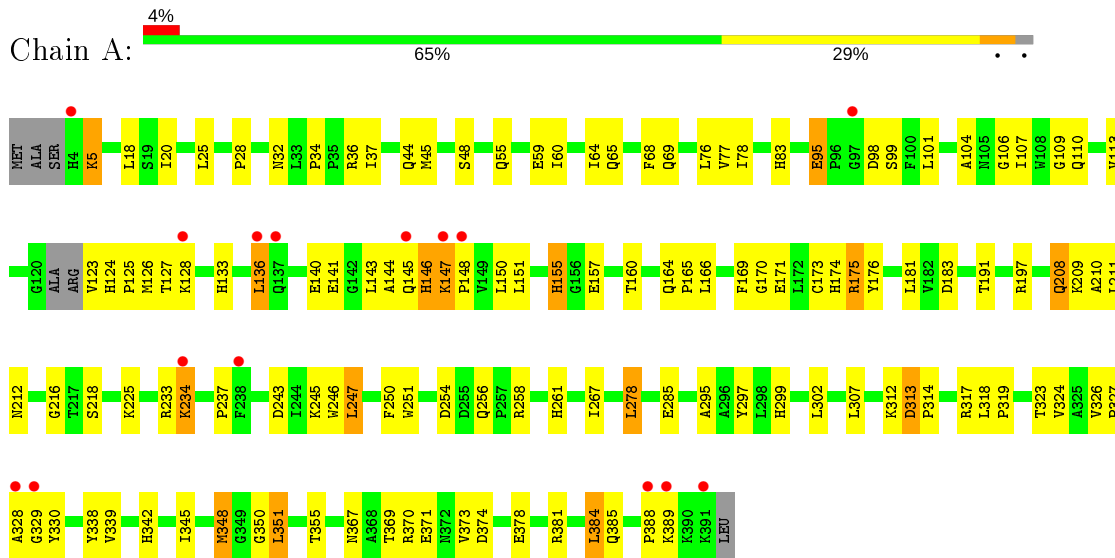 4%
Chain A:
65% 29% • •
MET ALA SER H4 K5 L18 S19 I20 L25 P28 N32 L33 P34 P35 R36 I37 Q44 M45 S48 Q55 E59 I60 I64 Q65 F68 Q69 L76 V77 I78 H83 E95 P96 G97 D98 S99 F100 L101 A104 N105 G106 I107 W108 G109 Q110
G120 ALA ARG V123 H124 P125 M126 T127 K128 H133 L136 Q137 E140 E141 G142 L143 A144 Q145 H146 K147 P148 V149 L150 L151 H155 G156 E157 T160 Q164 P165 L166 F169 G170 E171 L172 C173 H174 R175 Y176 L181 V182 D183 T191 R197 Q208 K209 A210
N212 G216 T217 S218 K225 R233 K234 P237 F238 D243 I244 K245 W246 L247 F250 W251 D254 D255 Q256 P257 R258 H261 I267 L278 E285 A295 A296 Y297 L298 H299 L302 L307 K312 D313 P314 R317 L318 P319 T323 V324 A325 V326
A328 G329 Y330 Y338 V339 H342 I345 M348 G349 G350 L351 T355 N367 A368 T369 R370 E371 N372 V373 D374 E378 R381 L384 Q385 P388 K389 K390 K391 LEU